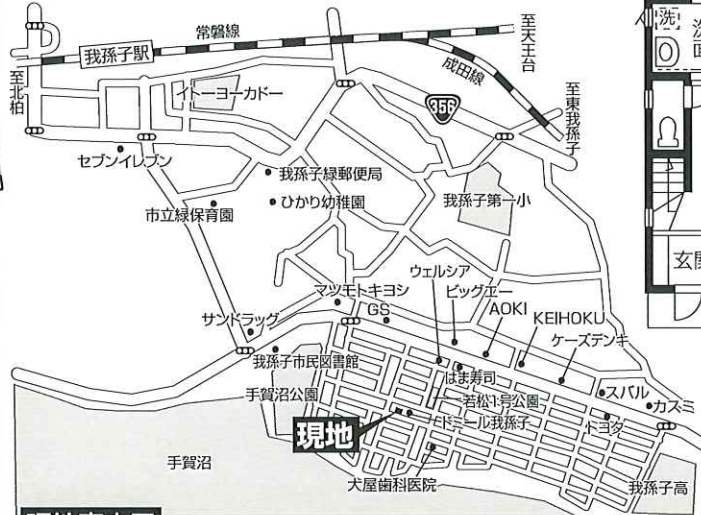 常磐線
我孫子駅
至天王台
成田線
至北柏
イトーヨーカドー
356
至東我孫子
セブンイレブン
我孫子緑郵便局
ひかり幼稚園
市立緑保育園
我孫子第一小
ウェルシア
マツモトキヨシ
ビッグエー
GS
AOKI
サンドラッグ
KEIHOKU
ケーズデンキ
我孫子市民図書館
はま寿司
手賀沼公園
若松1号公園
スバル
カスミ
ドミール我孫子
トヨタ
現地
手賀沼
犬屋歯科医院
我孫子高
洗
洗面
玄関